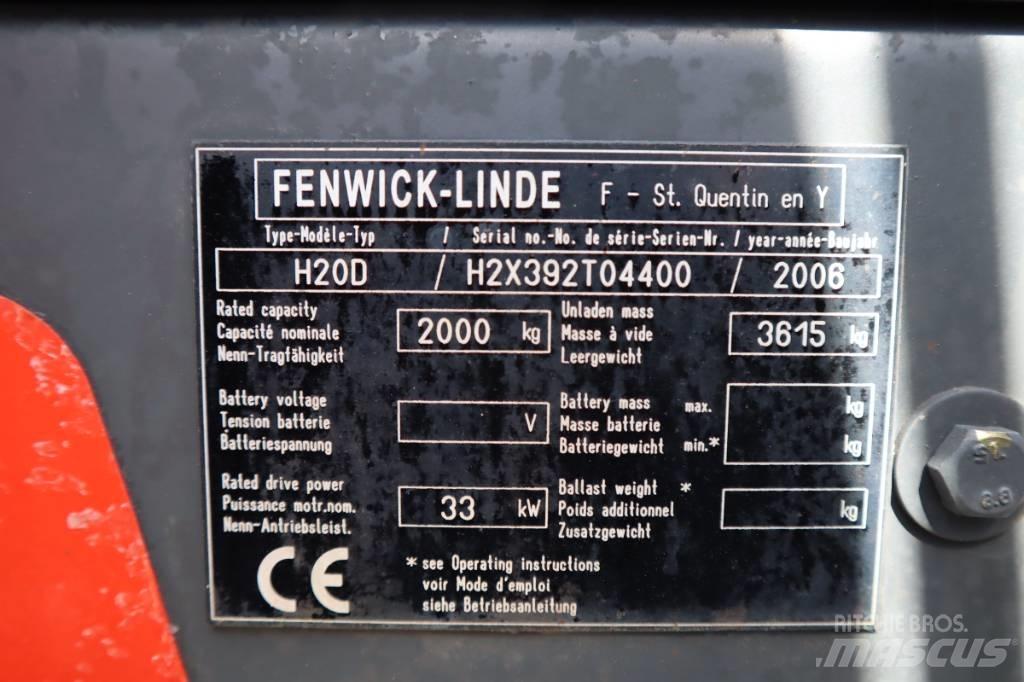 FENWICK-LINDE F - St. Quentin en Y
Type-Modèle-Typ / Serial no.-No. de série-Serien-Nr. / year-année-Baujahr
H20D / H2X392T04400 / 2006
Rated capacity
Capacité nominale
Nenn-Tragfähigkeit
2000 kg
Unladen mass
Masse à vide
Leergewicht
3615 kg
Battery voltage
Tension batterie
Batteriespannung
V
Battery mass max.
Masse batterie
Batteriegewicht min.*
kg
kg
Rated drive power
Puissance motr.nom.
Nenn-Antriebsleist.
33 kW
Ballast weight *
Poids additionnel
Zusatzgewicht
kg
CE
* see Operating instructions
voir Mode d'emploi
siehe Betriebsanleitung
8.8
RITCHIE BROS.
MASCUS